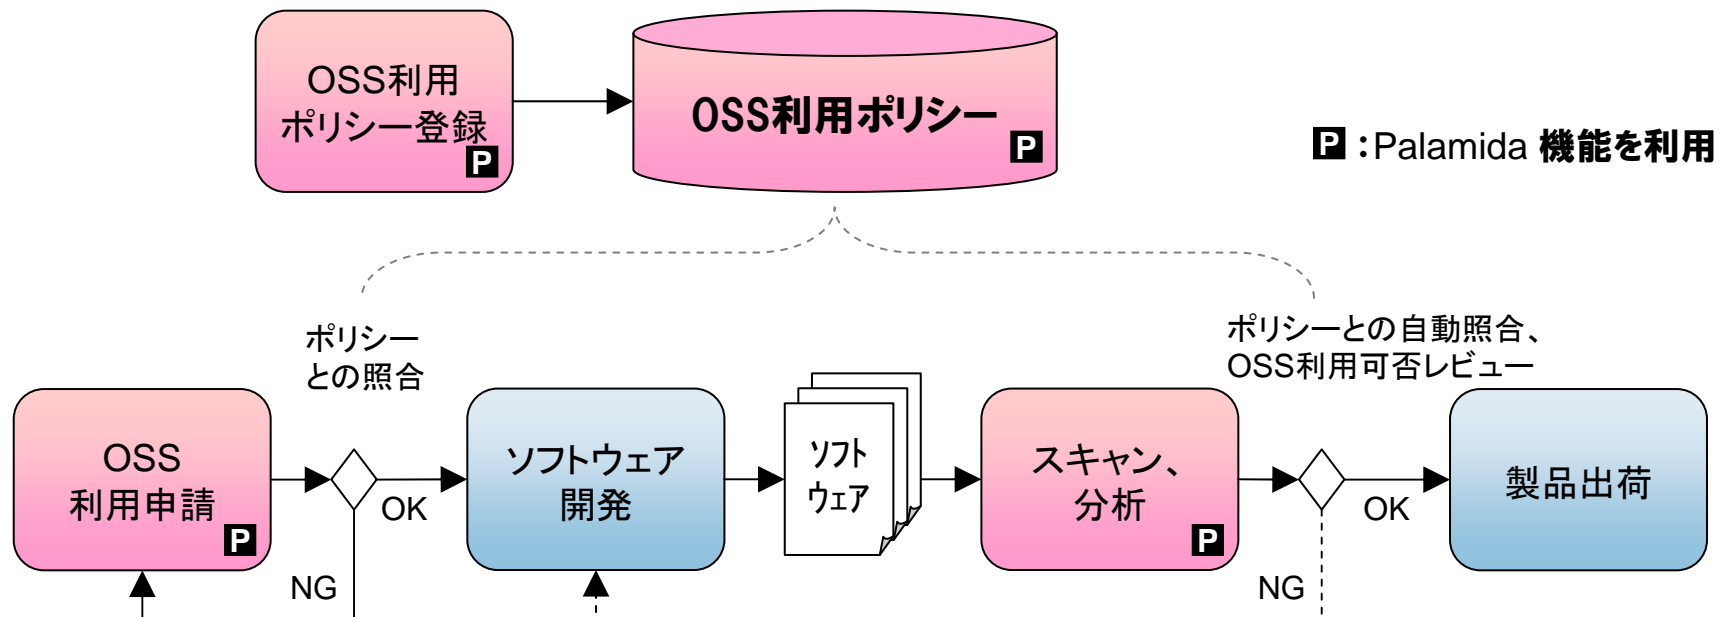 OSS利用
ポリシー登録
P
OSS利用ポリシー
P
P：Palamida 機能を利用
ポリシー
との照合
ポリシーとの自動照合、
OSS利用可否レビュー
OSS
利用申請
P
OK
NG
ソフトウェア
開発
ソフト
ウェア
スキャン、
分析
P
OK
NG
製品出荷